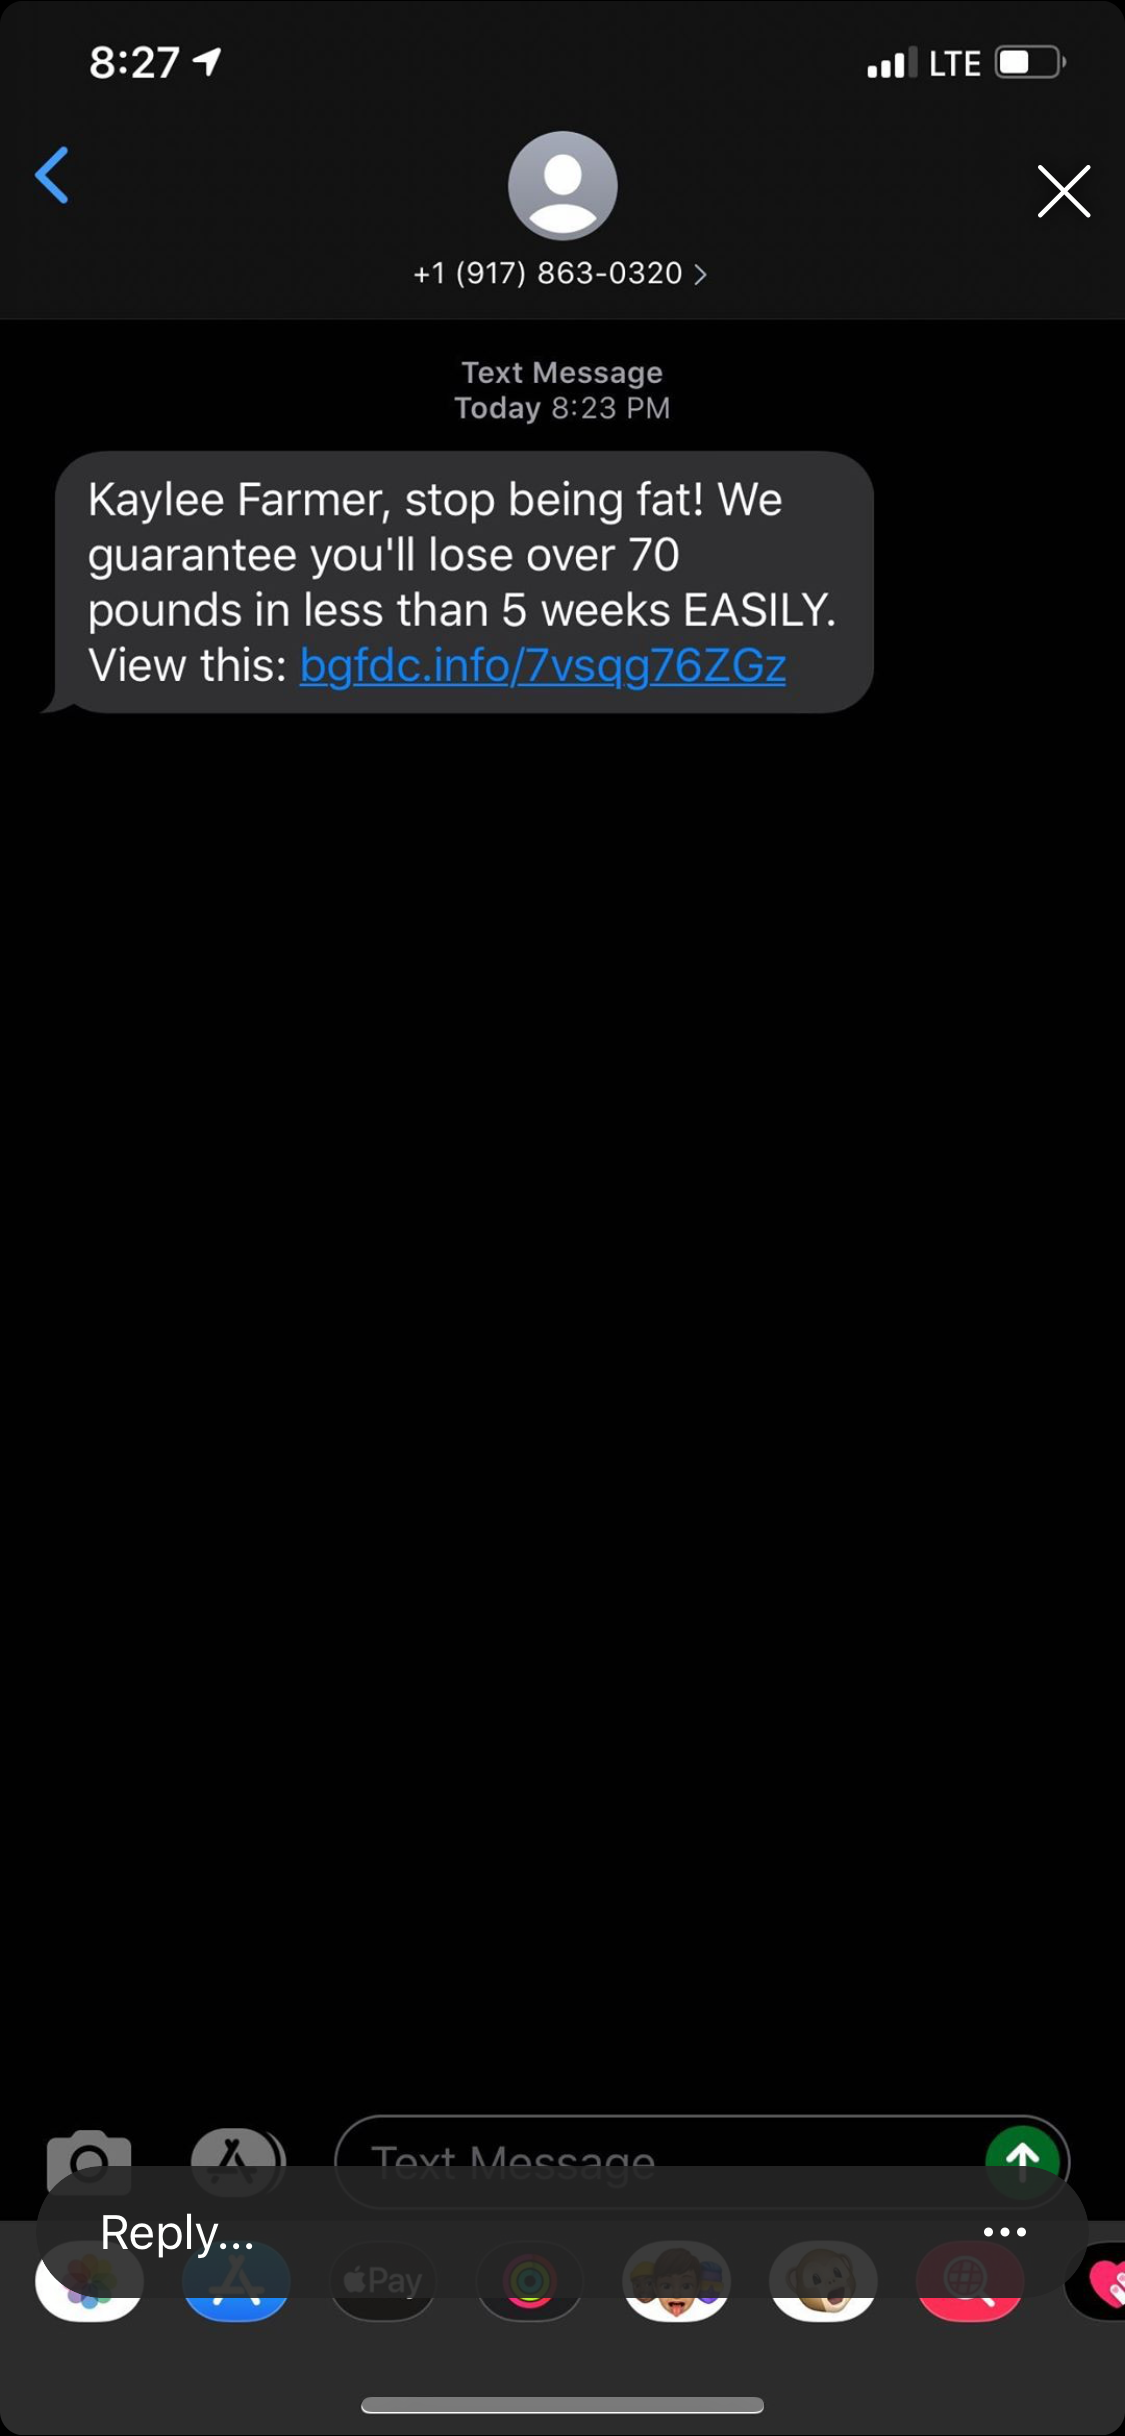 8:27
LTE
+1 (917) 863-0320
Text Message
Today 8:23 PM
Kaylee Farmer, stop being fat! We
guarantee you'll lose over 70
pounds in less than 5 weeks EASILY.
View this: bgfdc.info/7vsqg76ZGz
Text Message
Reply...
Pay